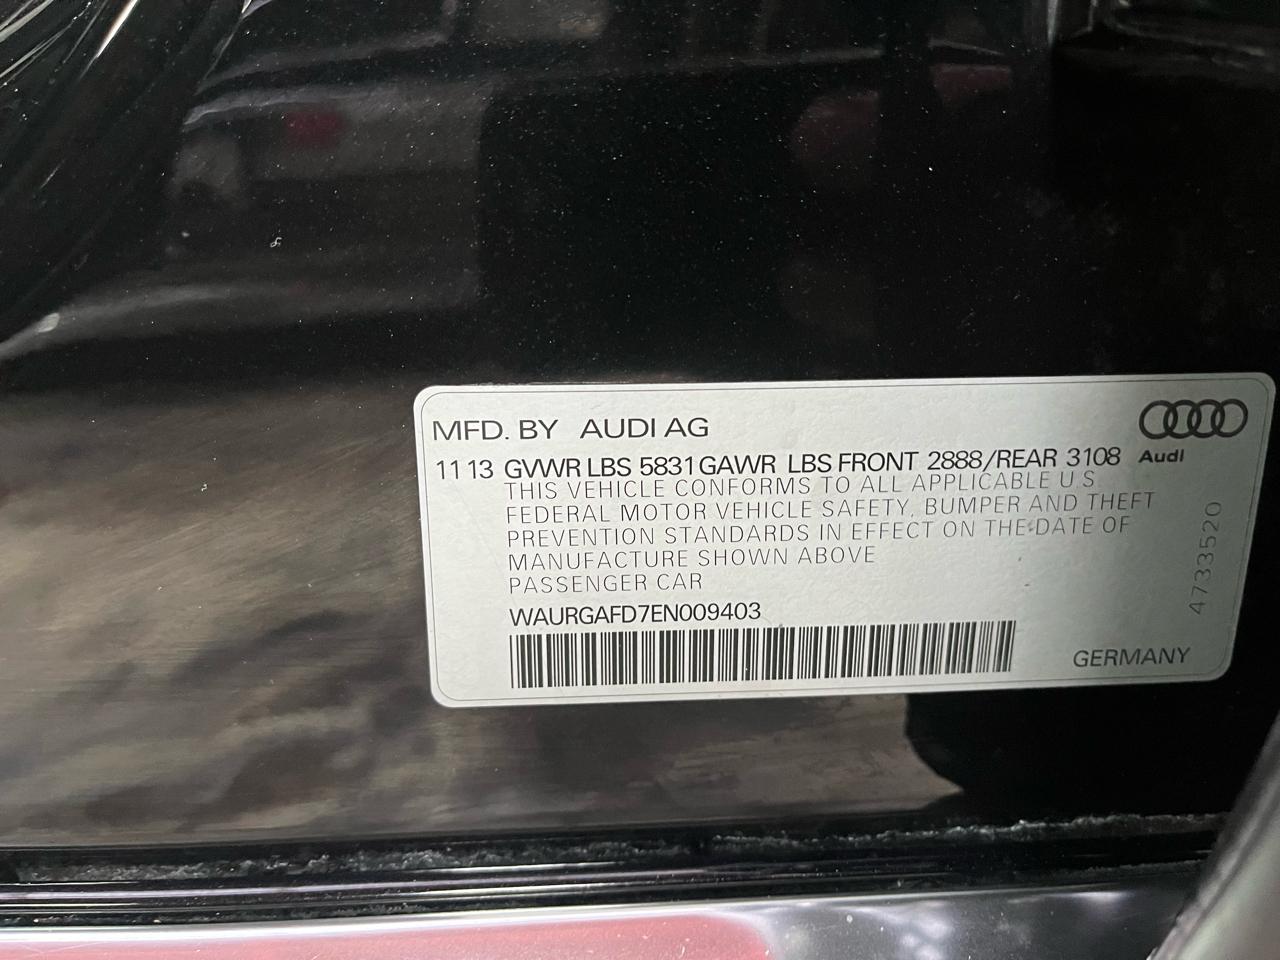 MFD. BY AUDI AG
11 13 GVWR LBS 5831 GAWR LBS FRONT 2888/REAR 3108
Audi
THIS VEHICLE CONFORMS TO ALL APPLICABLE U S
FEDERAL MOTOR VEHICLE SAFETY, BUMPER AND THEFT
PREVENTION STANDARDS IN EFFECT ON THE DATE OF
MANUFACTURE SHOWN ABOVE
PASSENGER CAR
WAURGAFD7EN009403
GERMANY
4733520